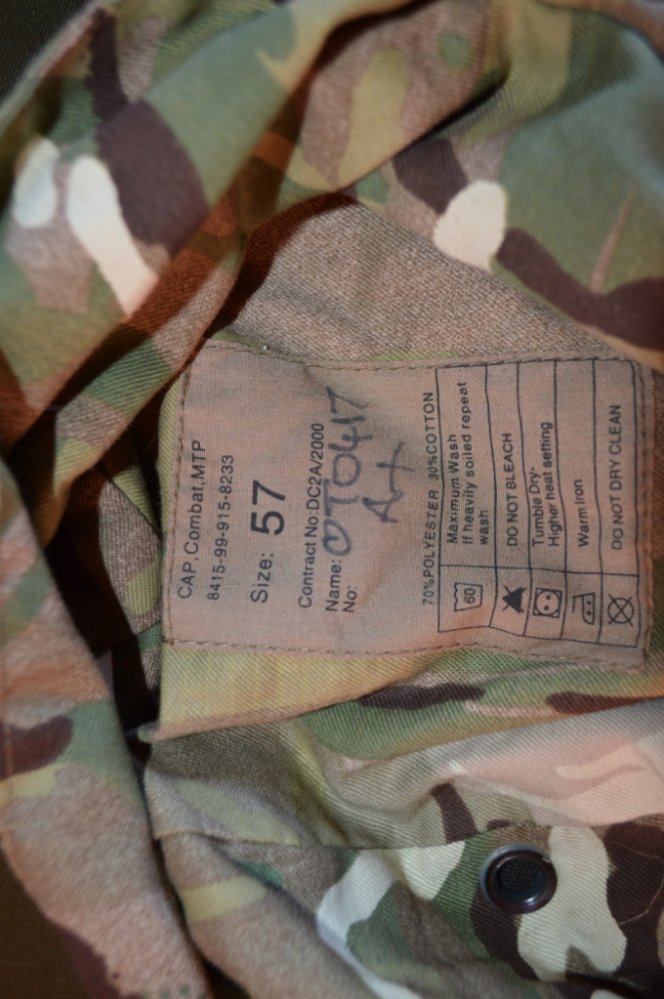 CAP, Combat, MTP
8415-99-915-8233
Size: 57
Contract No: DC2A/2000
Name: OT0417
No: A+
70%POLYESTER 30%COTTON
60
Maximum Wash
If heavily soiled repeat
wash
DO NOT BLEACH
Tumble Dry-
Higher heat setting
Warm Iron
DO NOT DRY CLEAN